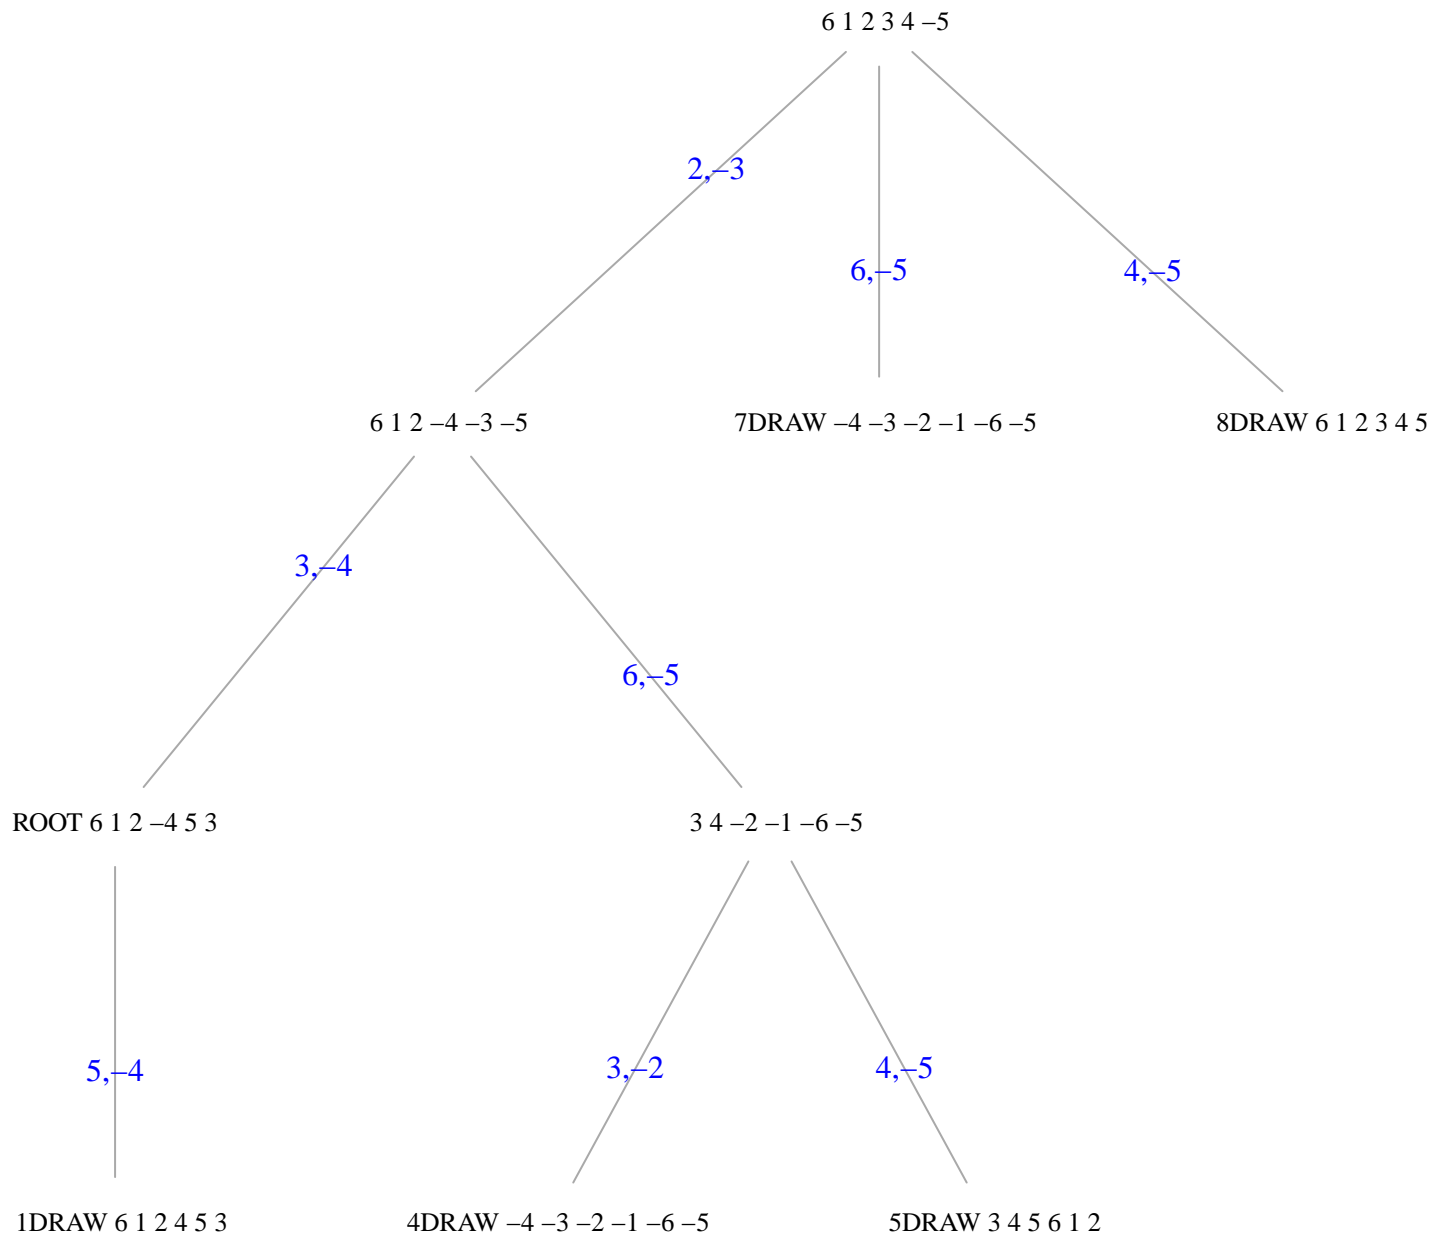 6 1 2 3 4 –5
2,–3
6,–5
4,–5
6 1 2 –4 –3 –5
7DRAW –4 –3 –2 –1 –6 –5
8DRAW 6 1 2 3 4 5
3,–4
6,–5
ROOT 6 1 2 –4 5 3
3 4 –2 –1 –6 –5
5,–4
3,–2
4,–5
1DRAW 6 1 2 4 5 3
4DRAW –4 –3 –2 –1 –6 –5
5DRAW 3 4 5 6 1 2